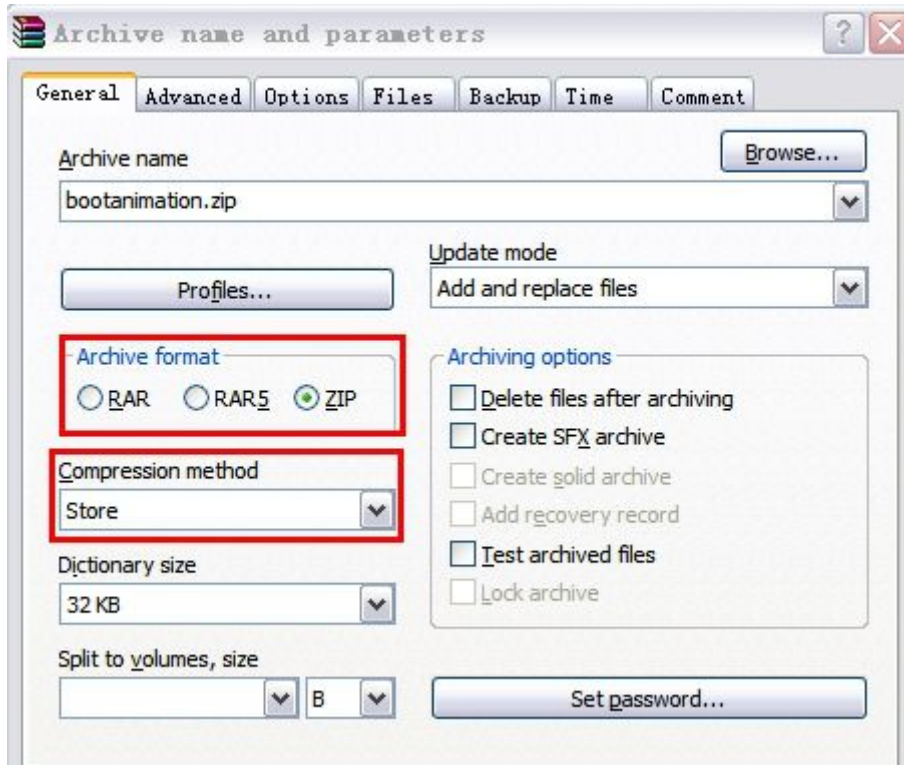 Archive name and parameters
General Advanced Options Files Backup Time Comment
Archive name
Browse...
bootanimation.zip
Update mode
Profiles...
Add and replace files
Archive format
RAR RAR5 ZIP
Compression method
Store
Dictionary size
32 KB
Split to volumes, size
B
Archiving options
Delete files after archiving
Create SFX archive
Create solid archive
Add recovery record
Test archived files
Lock archive
Set password...